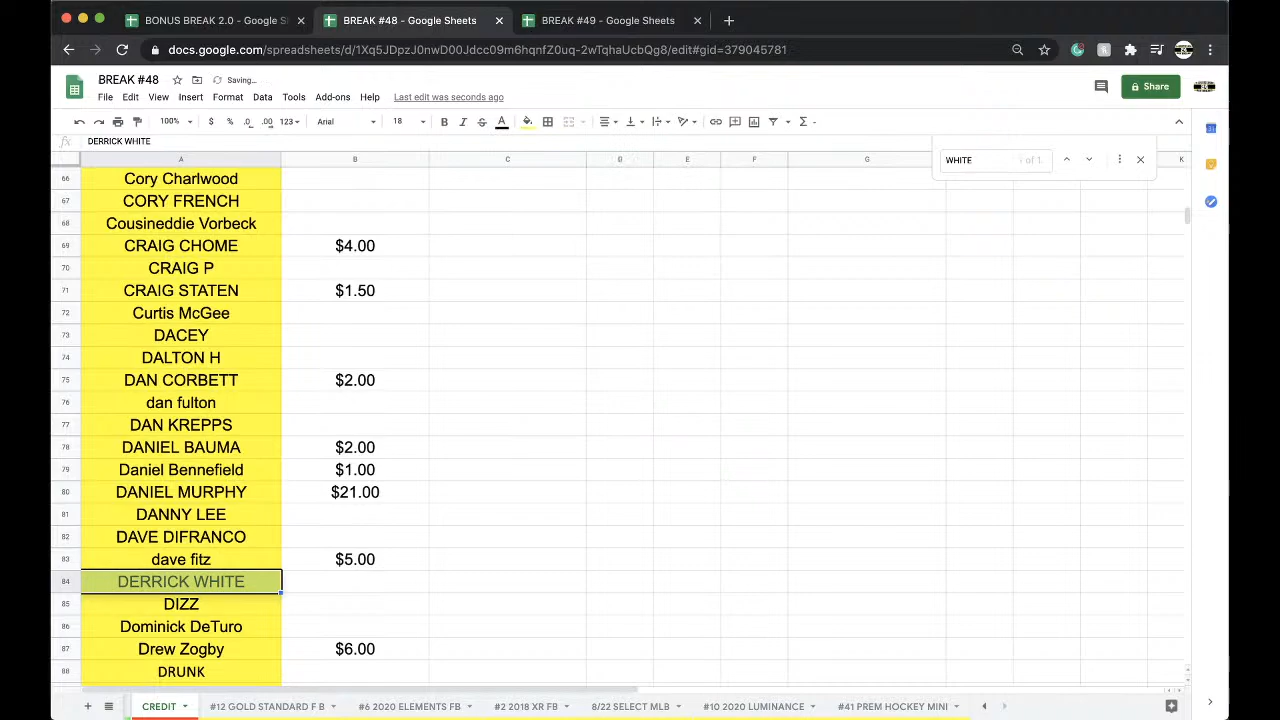 BONUS BREAK 2.0 - Google S
BREAK #48 - Google Sheets
BREAK #49 - Google Sheets
docs.google.com/spreadsheets/d/1Xq5JDpzJ0nwD00Jdcc09m6hqnfZ0uq-2wTqhaUcbQg8/edit#gid=379045781
BREAK #48
Saving...
File Edit View Insert Format Data Tools Add-ons Help Last edit was seconds ago
Share
100% $ % .0 .00 123 Arial 18 B I S A
fx DERRICK WHITE
WHITE of 1
A B C D E F G K
66 Cory Charlwood
67 CORY FRENCH
68 Cousineddie Vorbeck
69 CRAIG CHOME $4.00
70 CRAIG P
71 CRAIG STATEN $1.50
72 Curtis McGee
73 DACEY
74 DALTON H
75 DAN CORBETT $2.00
76 dan fulton
77 DAN KREPPS
78 DANIEL BAUMA $2.00
79 Daniel Bennefield $1.00
80 DANIEL MURPHY $21.00
81 DANNY LEE
82 DAVE DIFRANCO
83 dave fitz $5.00
84 DERRICK WHITE
85 DIZZ
86 Dominick DeTuro
87 Drew Zogby $6.00
88 DRUNK
CREDIT #12 GOLD STANDARD F B #6 2020 ELEMENTS FB #2 2018 XR FB 8/22 SELECT MLB #10 2020 LUMINANCE #41 PREM HOCKEY MINI